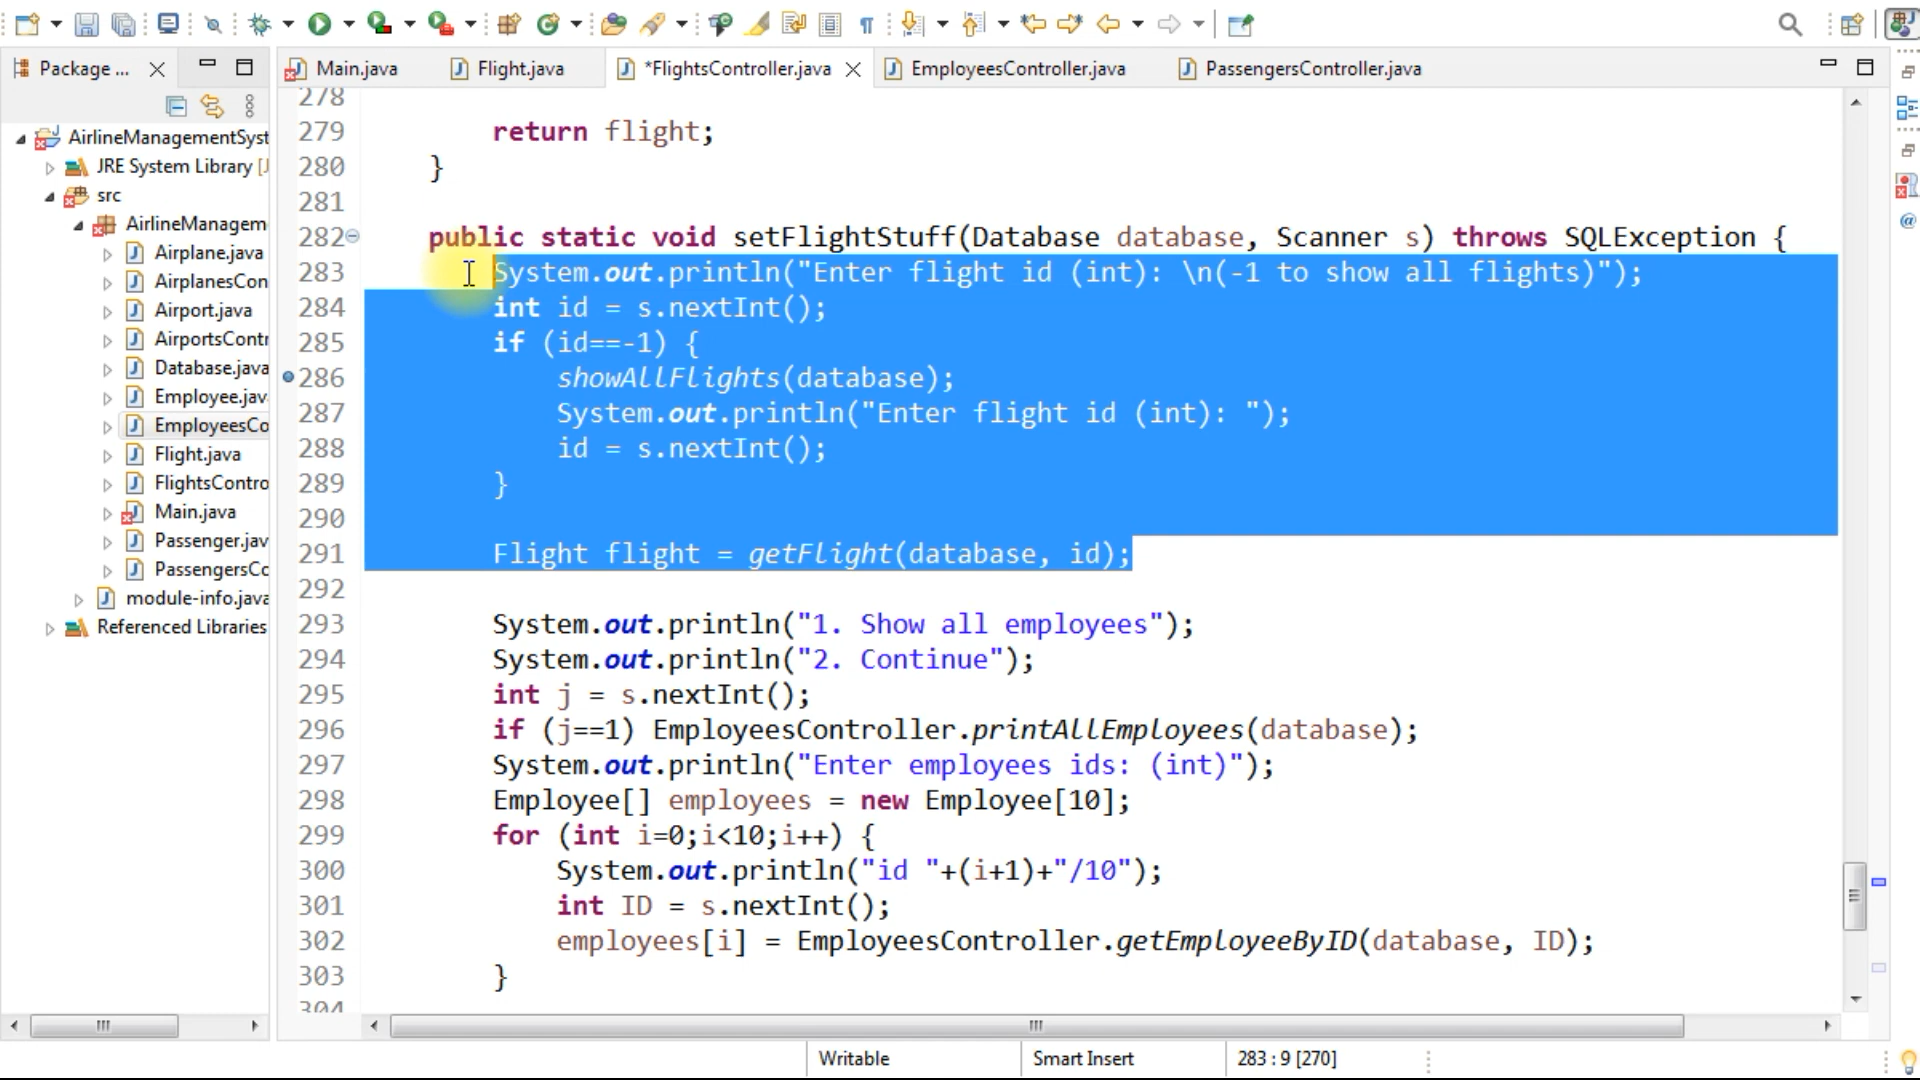 Package ...
Main.java
Flight.java
*FlightsController.java
EmployeesController.java
PassengersController.java
AirlineManagementSyst
JRE System Library [J
src
AirlineManagem
Airplane.java
AirplanesCon
Airport.java
AirportsContr
Database.java
Employee.jav
EmployeesCo
Flight.java
FlightsContro
Main.java
Passenger.jav
PassengersCo
module-info.java
Referenced Libraries
278
279 return flight;
280 }
281
282 public static void setFlightStuff(Database database, Scanner s) throws SQLException {
283 System.out.println("Enter flight id (int): \n(-1 to show all flights)");
284 int id = s.nextInt();
285 if (id==-1) {
286 showAllFlights(database);
287 System.out.println("Enter flight id (int): ");
288 id = s.nextInt();
289 }
290
291 Flight flight = getFlight(database, id);
292
293 System.out.println("1. Show all employees");
294 System.out.println("2. Continue");
295 int j = s.nextInt();
296 if (j==1) EmployeesController.printAllEmployees(database);
297 System.out.println("Enter employees ids: (int)");
298 Employee[] employees = new Employee[10];
299 for (int i=0;i<10;i++) {
300 System.out.println("id "+(i+1)+"/10");
301 int ID = s.nextInt();
302 employees[i] = EmployeesController.getEmployeeByID(database, ID);
303 }
304
Writable
Smart Insert
283 : 9 [270]